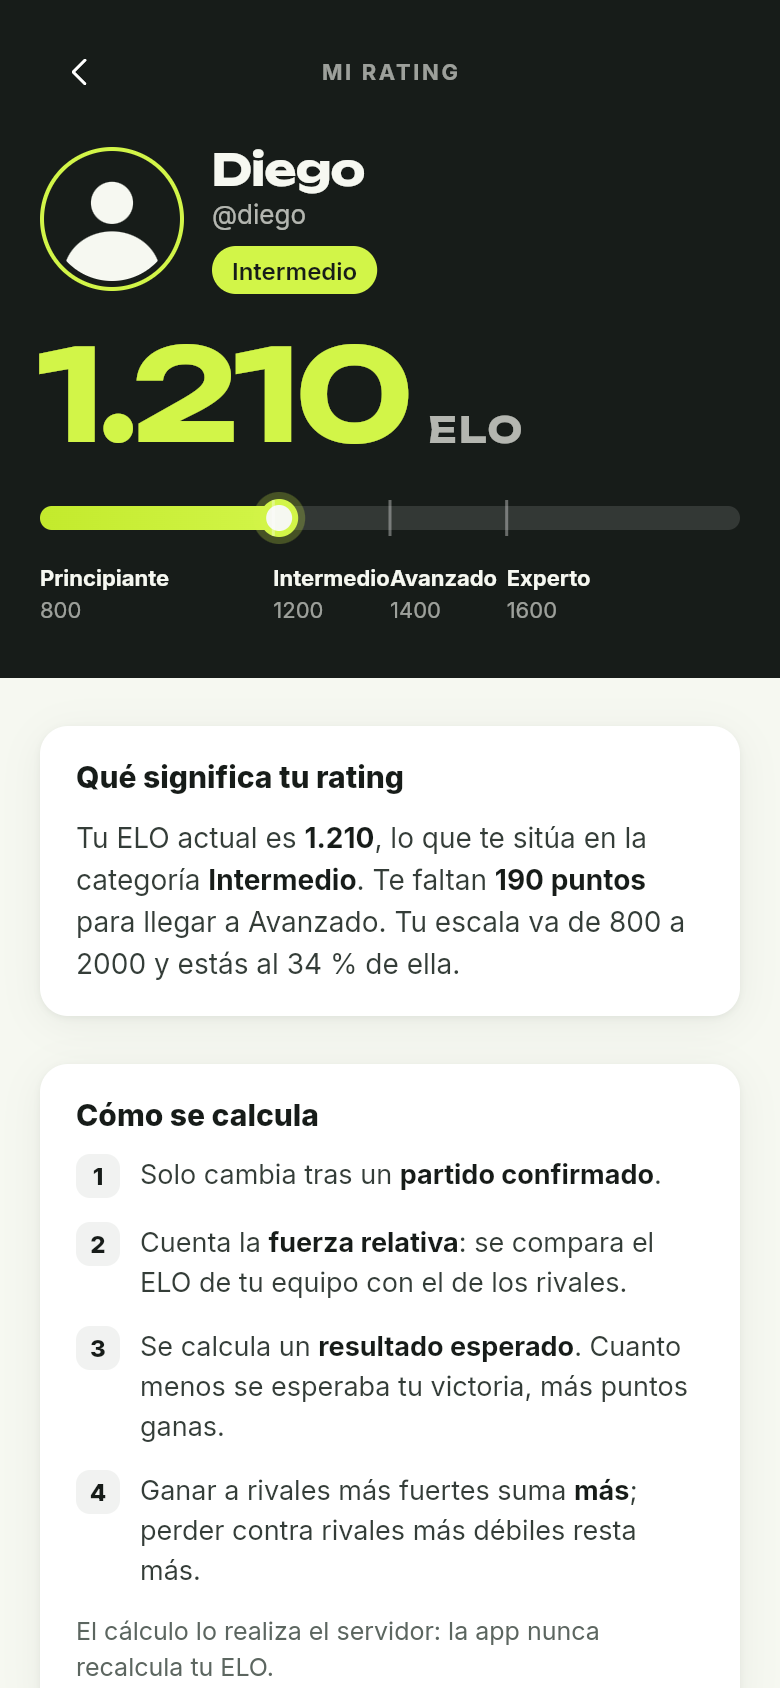 MI RATING
Diego
@diego
Intermedio
1.210 ELO
Principiante Intermedio Avanzado Experto
800 1200 1400 1600
Qué significa tu rating
Tu ELO actual es 1.210, lo que te sitúa en la
categoría Intermedio. Te faltan 190 puntos
para llegar a Avanzado. Tu escala va de 800 a
2000 y estás al 34 % de ella.
Cómo se calcula
1 Solo cambia tras un partido confirmado.
2 Cuenta la fuerza relativa: se compara el
ELO de tu equipo con el de los rivales.
3 Se calcula un resultado esperado. Cuanto
menos se esperaba tu victoria, más puntos
ganas.
4 Ganar a rivales más fuertes suma más;
perder contra rivales más débiles resta
más.
El cálculo lo realiza el servidor: la app nunca
recalcula tu ELO.